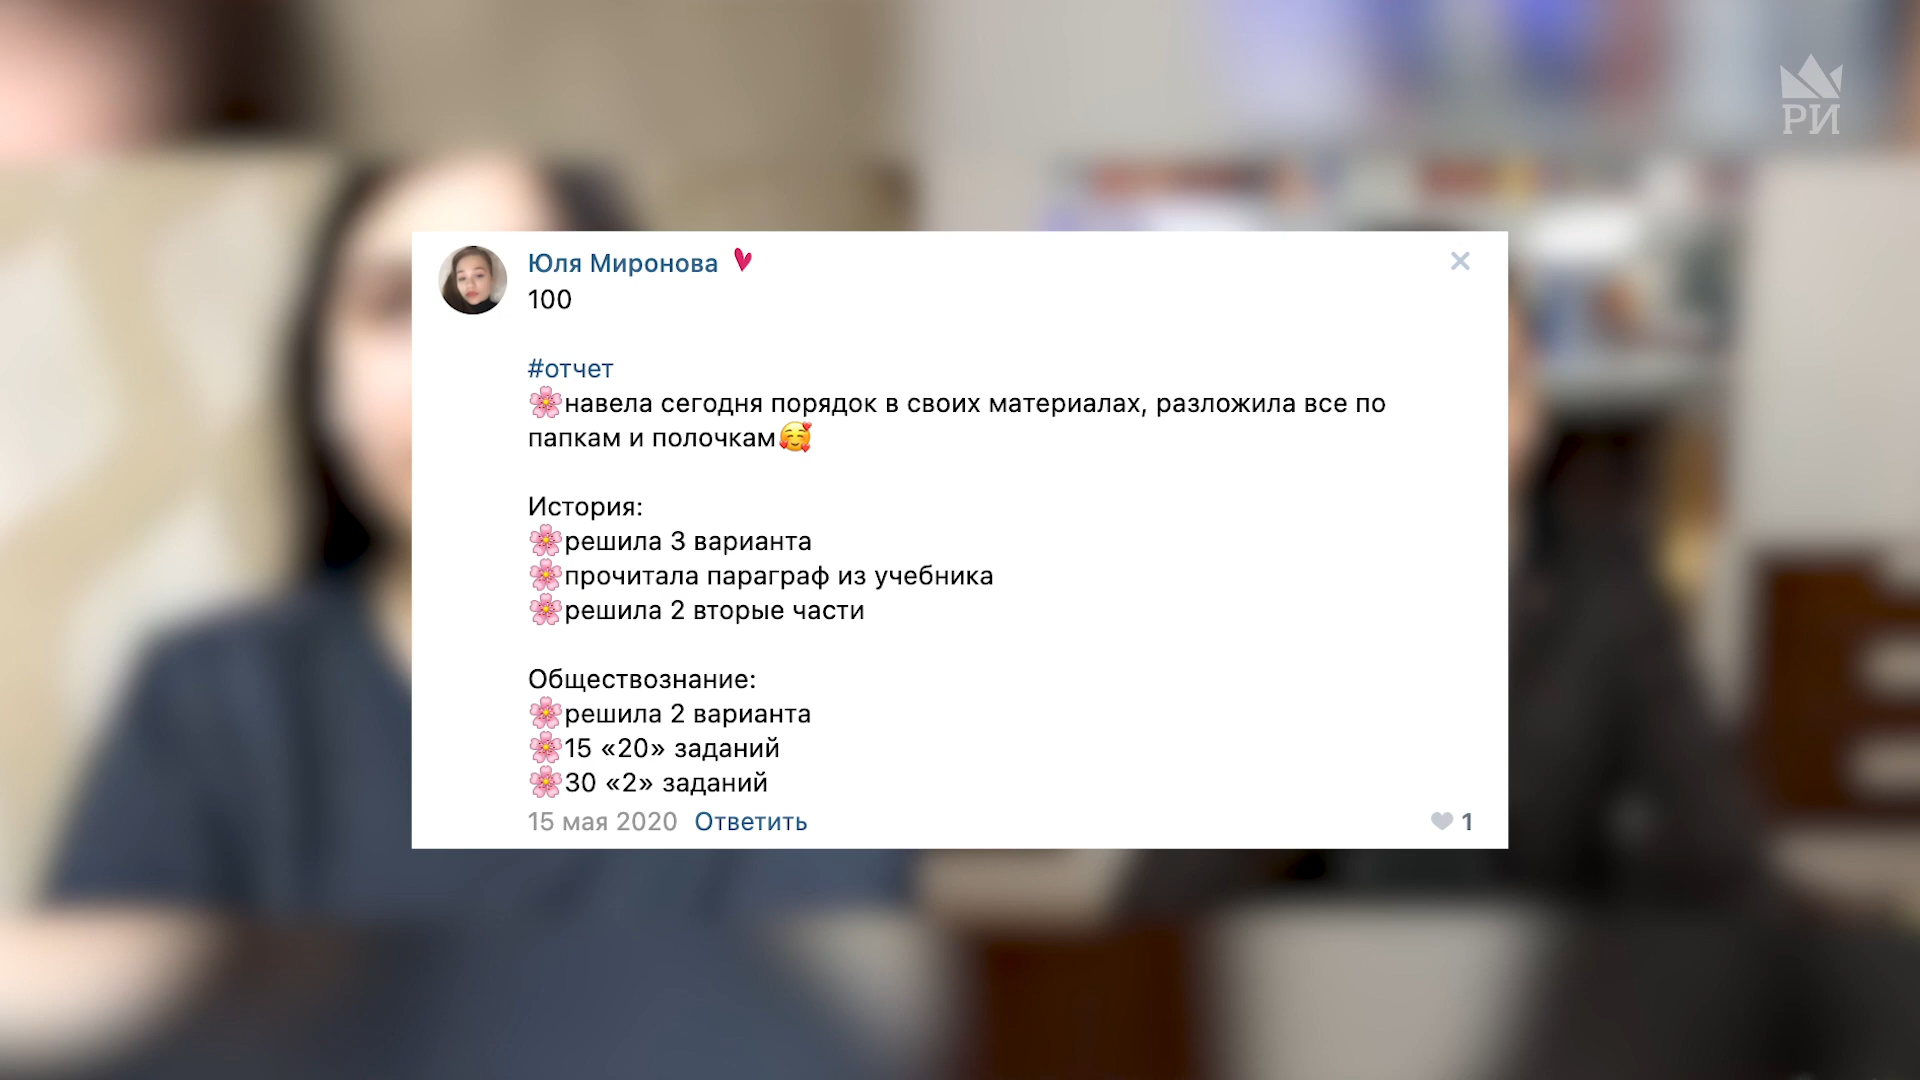 РИ
Юля Миронова
100
#отчет
🌸навела сегодня порядок в своих материалах, разложила все по
папкам и полочкам🥰
История:
🌸решила 3 варианта
🌸прочитала параграф из учебника
🌸решила 2 вторые части
Обществознание:
🌸решила 2 варианта
🌸15 «20» заданий
🌸30 «2» заданий
15 мая 2020 Ответить
1